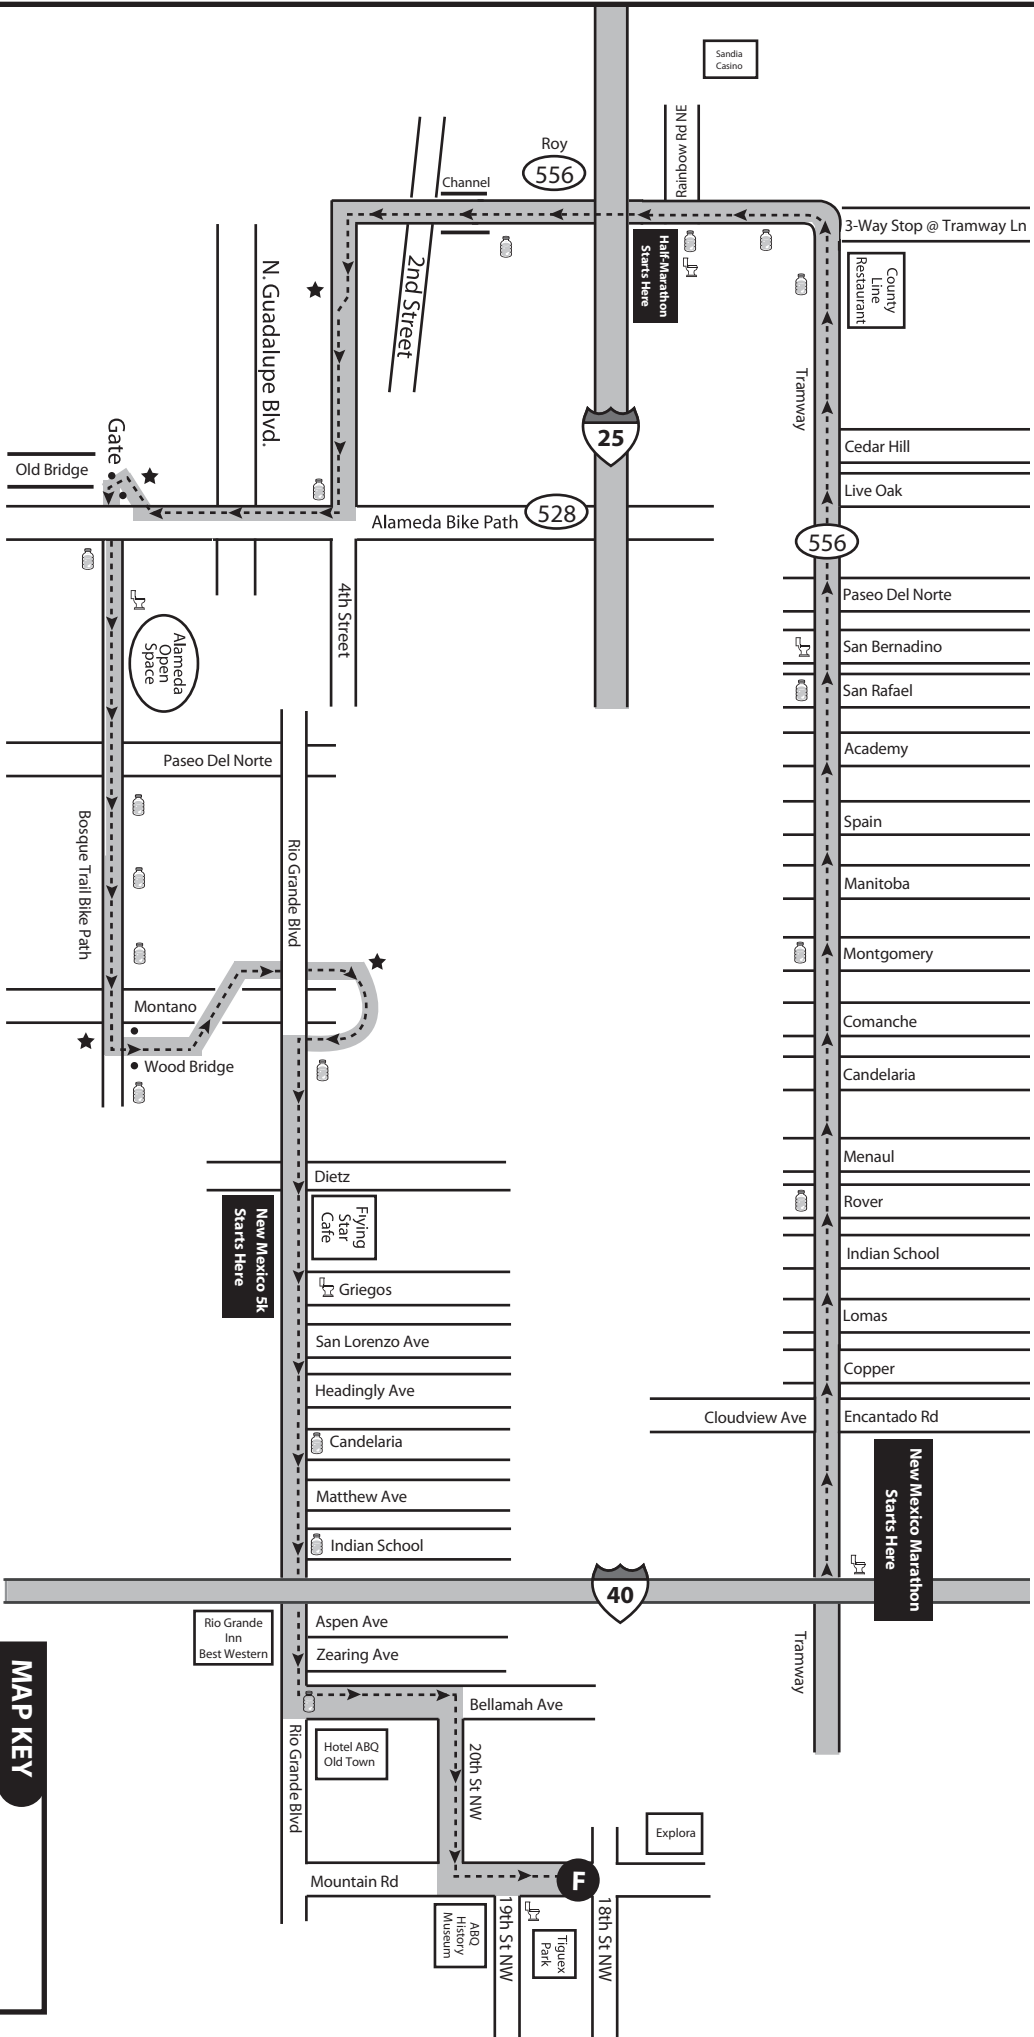 Sandia
Casino
Rainbow Rd NE
Roy
556
Channel
3-Way Stop @ Tramway Ln
Half-Marathon
Starts Here
County
Line
Restaurant
2nd Street
N. Guadalupe Blvd.
Tramway
25
Gate
Old Bridge
Cedar Hill
Live Oak
Alameda Bike Path
528
556
4th Street
Paseo Del Norte
Alameda
Open
Space
San Bernadino
San Rafael
Academy
Paseo Del Norte
Spain
Bosque Trail Bike Path
Rio Grande Blvd
Manitoba
Montgomery
Montano
Comanche
Wood Bridge
Candelaria
Menaul
Dietz
Rover
New Mexico 5k
Starts Here
Flying
Star
Cafe
Indian School
Griegos
Lomas
San Lorenzo Ave
Copper
Headingly Ave
Cloudview Ave
Encantado Rd
Candelaria
New Mexico Marathon
Starts Here
Matthew Ave
Indian School
40
Rio Grande
Inn
Best Western
Aspen Ave
Zearing Ave
Tramway
MAP KEY
Bellamah Ave
Rio Grande Blvd
Hotel ABQ
Old Town
20th St NW
Explora
Mountain Rd
F
ABQ
History
Museum
19th St NW
Tiguex
Park
18th St NW